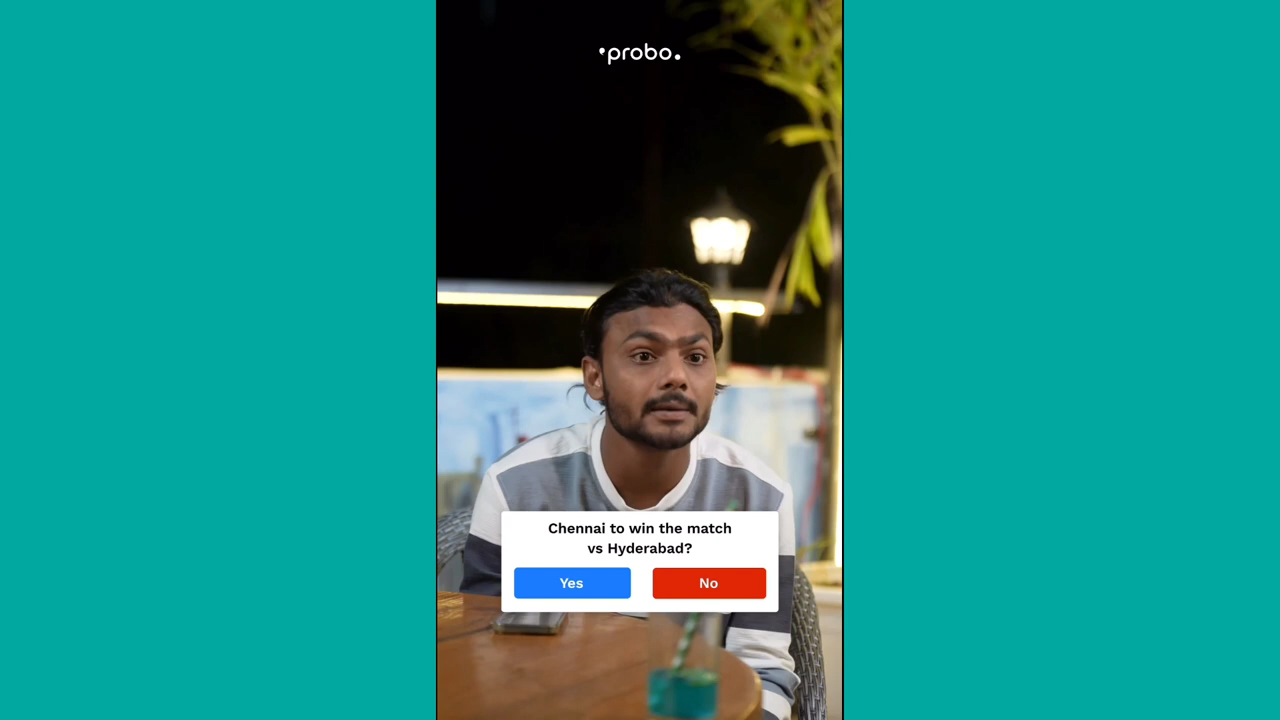 probo.
Chennai to win the match
vs Hyderabad?
Yes
No